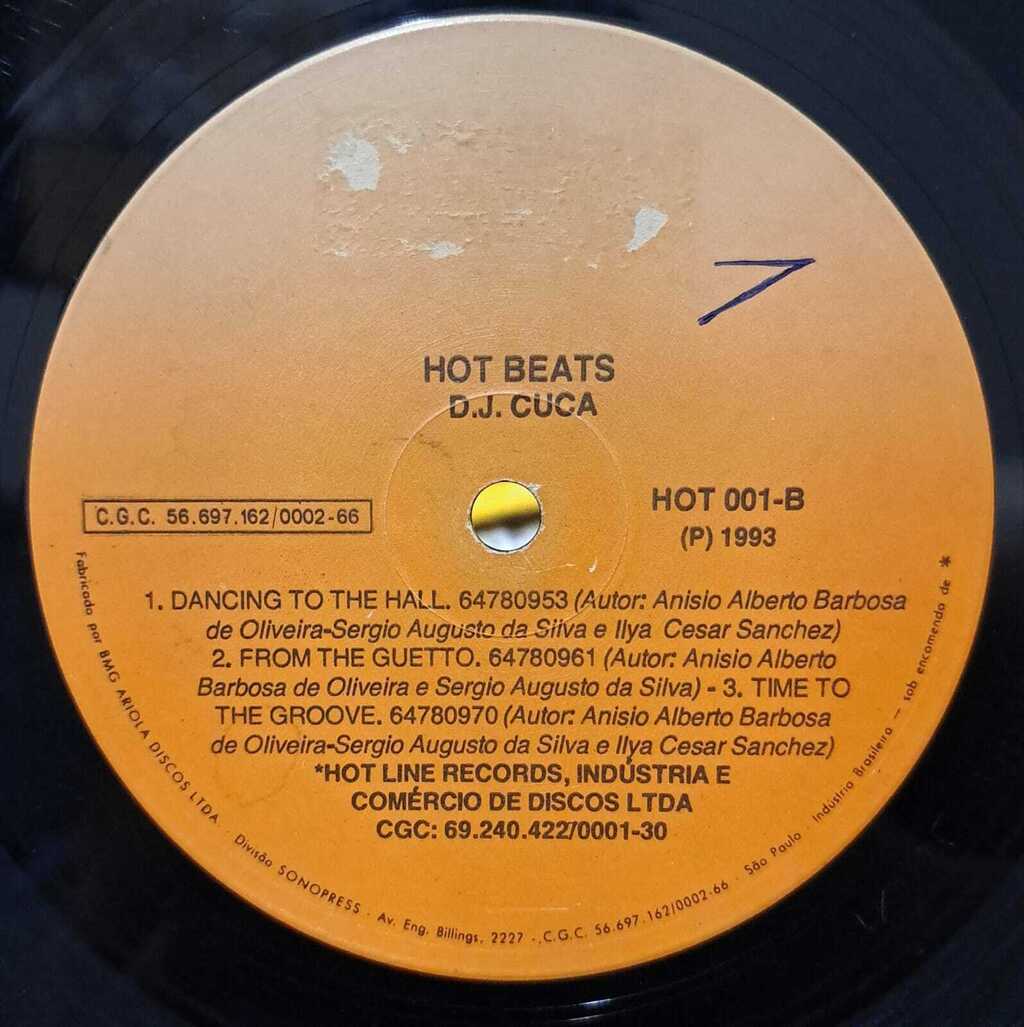 HOT BEATS
D.J. CUCA
C.G.C. 56.697.162/0002-66
HOT 001-B
(P) 1993
1. DANCING TO THE HALL. 64780953 (Autor: Anisio Alberto Barbosa
de Oliveira-Sergio Augusto da Silva e Ilya Cesar Sanchez)
2. FROM THE GUETTO. 64780961 (Autor: Anisio Alberto
Barbosa de Oliveira e Sergio Augusto da Silva) - 3. TIME TO
THE GROOVE. 64780970 (Autor: Anisio Alberto Barbosa
de Oliveira-Sergio Augusto da Silva e Ilya Cesar Sanchez)
*HOT LINE RECORDS, INDÚSTRIA E
COMÉRCIO DE DISCOS LTDA
CGC: 69.240.422/0001-30
Fabricado por BMG ARIOLA DISCOS LTDA. Divisão SONOPRESS · Av. Eng. Billings, 2227 -. C.G.C. 56.697.162/0002-66 · São Paulo Indústria Brasileira — sob encomenda de *